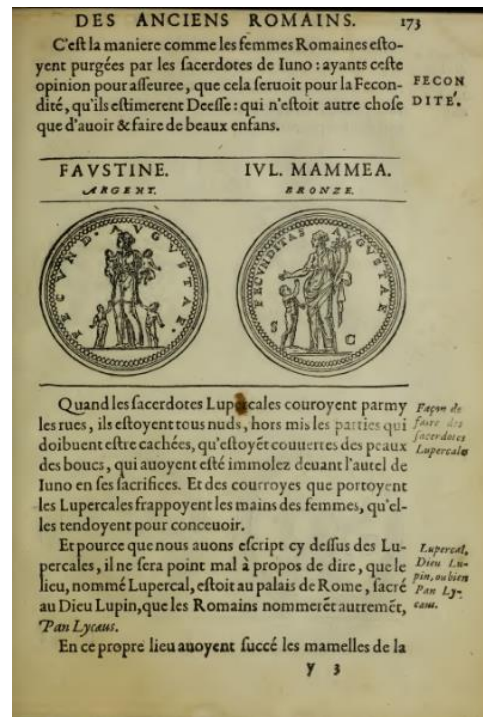 DES ANCIENS ROMAINS. 173
C'eſt la maniere comme les femmes Romaines eſto-
yent purgées par les ſacerdotes de Iuno : ayants ceſte
opinion pour aſſeuree, que cela ſeruoit pour la Fecon-
dité, qu'ils eſtimerent Deeſſe : qui n'eſtoit autre choſe
que d'auoir & faire de beaux enfans.
FECON
DITÉ.
FAVSTINE. IVL. MAMMEA.
ARGENT. BRONZE.
FECVND. AVGVSTAE.
FECVNDITAS AVGVSTAE
S C
Quand les ſacerdotes Lupercales couroyent parmy
les rues, ils eſtoyent tous nuds, hors mis les parties qui
doibuent eſtre cachées, qu'eſtoyẽt couuertes des peaux
des boucs, qui auoyent eſté immolez deuant l'autel de
Iuno en ſes ſacrifices. Et des courroyes que portoyent
les Lupercales frappoyent les mains des femmes, qu'el-
les tendoyent pour conceuoir.
Façon de
faire des
ſacerdotes
Lupercales
Et pource que nous auons eſcript cy deſſus des Lu-
percales, il ne ſera point mal à propos de dire, que le
lieu, nommé Lupercal, eſtoit au palais de Rome, ſacré
au Dieu Lupin, que les Romains nommerẽt autremẽt,
Pan Lycæus.
Lupercal,
Dieu Lu-
pin, ou bien
Pan Ly-
cæus.
En ce propre lieu auoyent ſuccé les mamelles de la
y 3